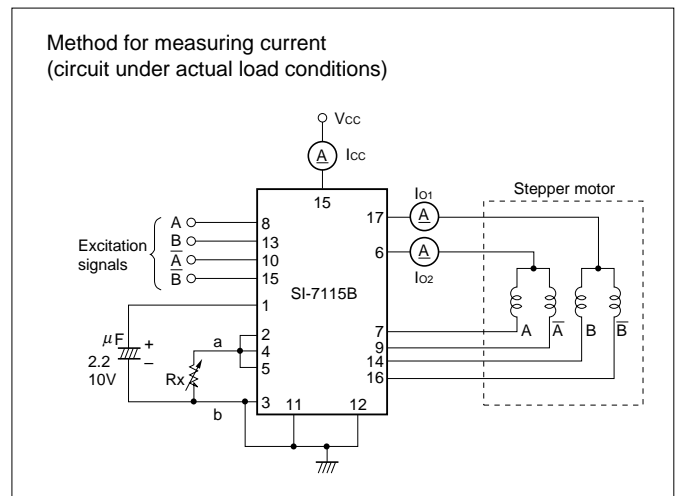 Method for measuring current
(circuit under actual load conditions)
Vcc
A Icc
15
Excitation signals
A 8
B 13
A̅ 10
B̅ 15
SI-7115B
17 A IO1
6 A IO2
Stepper motor
A A̅ B B̅
7
9
14
16
1
μF
2.2
10V
+
–
a
Rx
b
2
4
5
3
11 12